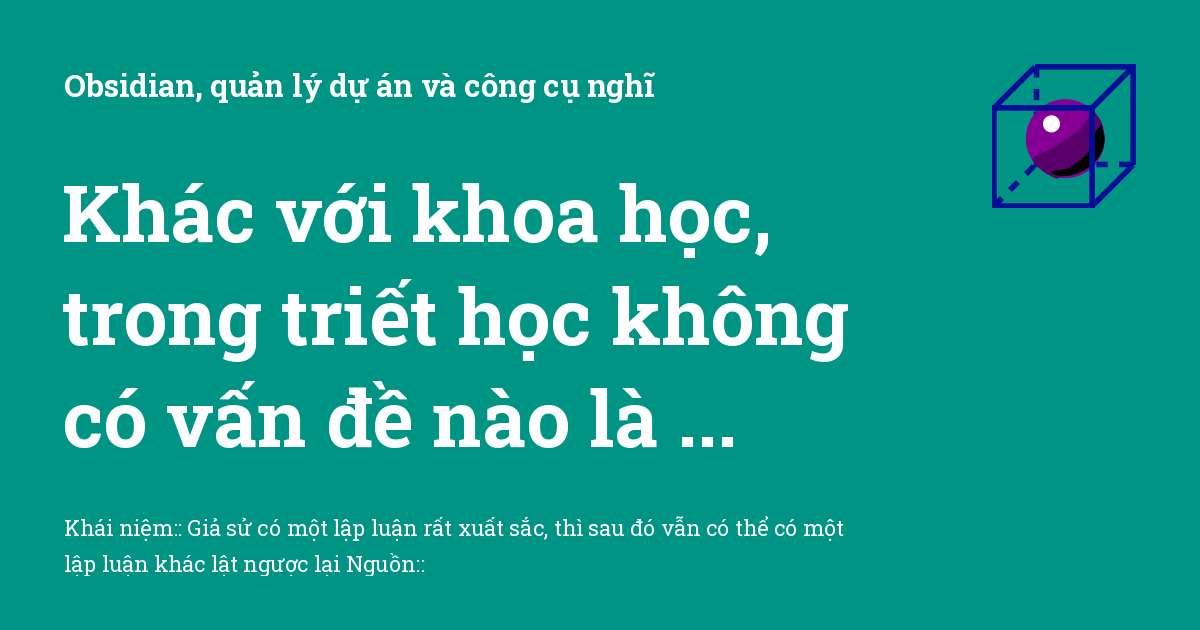 Obsidian, quản lý dự án và công cụ nghĩ
Khác với khoa học,
trong triết học không
có vấn đề nào là ...
Khái niệm:: Giả sử có một lập luận rất xuất sắc, thì sau đó vẫn có thể có một
lập luận khác lật ngược lại Nguồn::